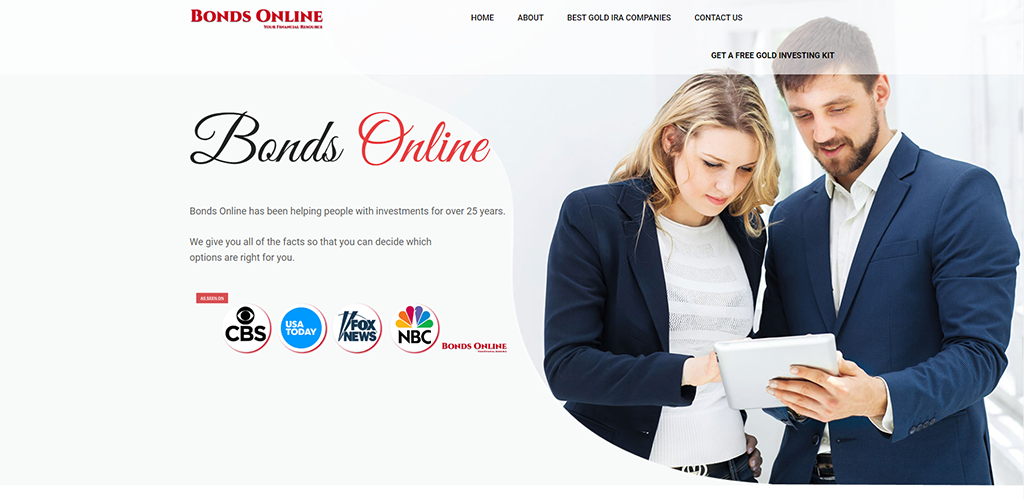 BONDS ONLINE
YOUR FINANCIAL RESOURCE
HOME ABOUT BEST GOLD IRA COMPANIES CONTACT US
GET A FREE GOLD INVESTING KIT
Bonds Online
Bonds Online has been helping people with investments for over 25 years.
We give you all of the facts so that you can decide which
options are right for you.
AS SEEN ON
CBS
USA
TODAY
FOX
NEWS
NBC
BONDS ONLINE